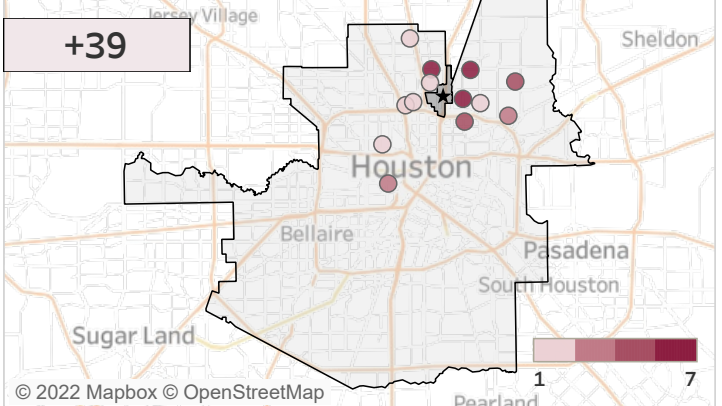 Jersey Village
+39
Sheldon
Houston
Bellaire
Pasadena
South Houston
Sugar Land
1 7
© 2022 Mapbox © OpenStreetMap
Pearland